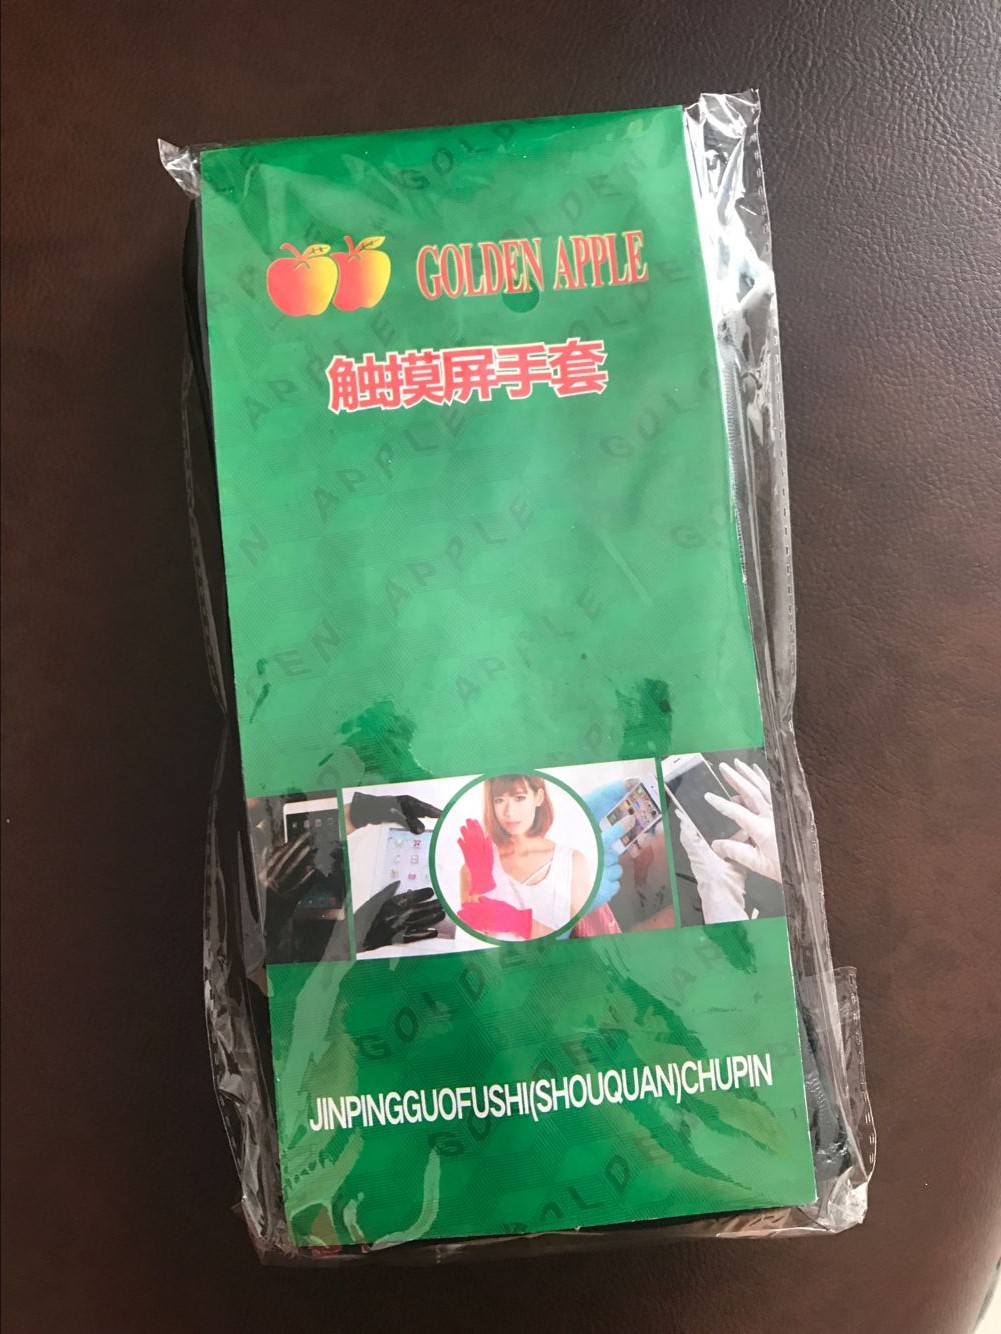 GOLDEN APPLE
触摸屏手套
JINPINGGUOFUSHI(SHOUQUAN)CHUPIN